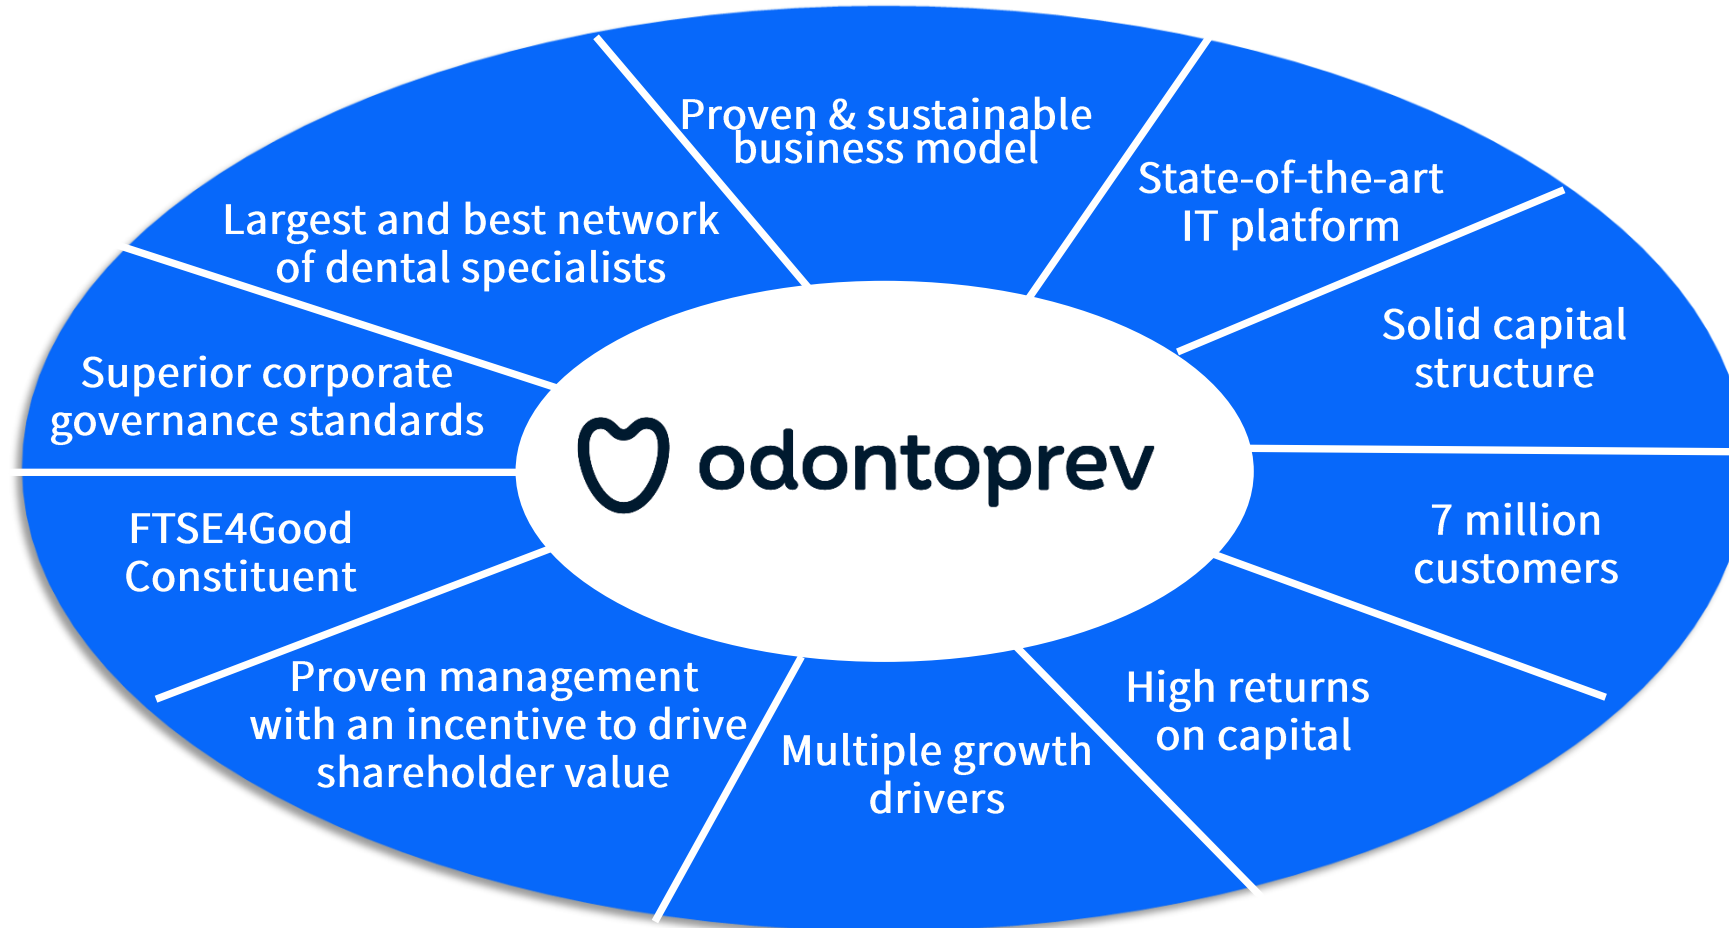 Proven & sustainable
business model
State-of-the-art
IT platform
Solid capital
structure
7 million
customers
High returns
on capital
Multiple growth
drivers
Proven management
with an incentive to drive
shareholder value
FTSE4Good
Constituent
Superior corporate
governance standards
Largest and best network
of dental specialists
odontoprev